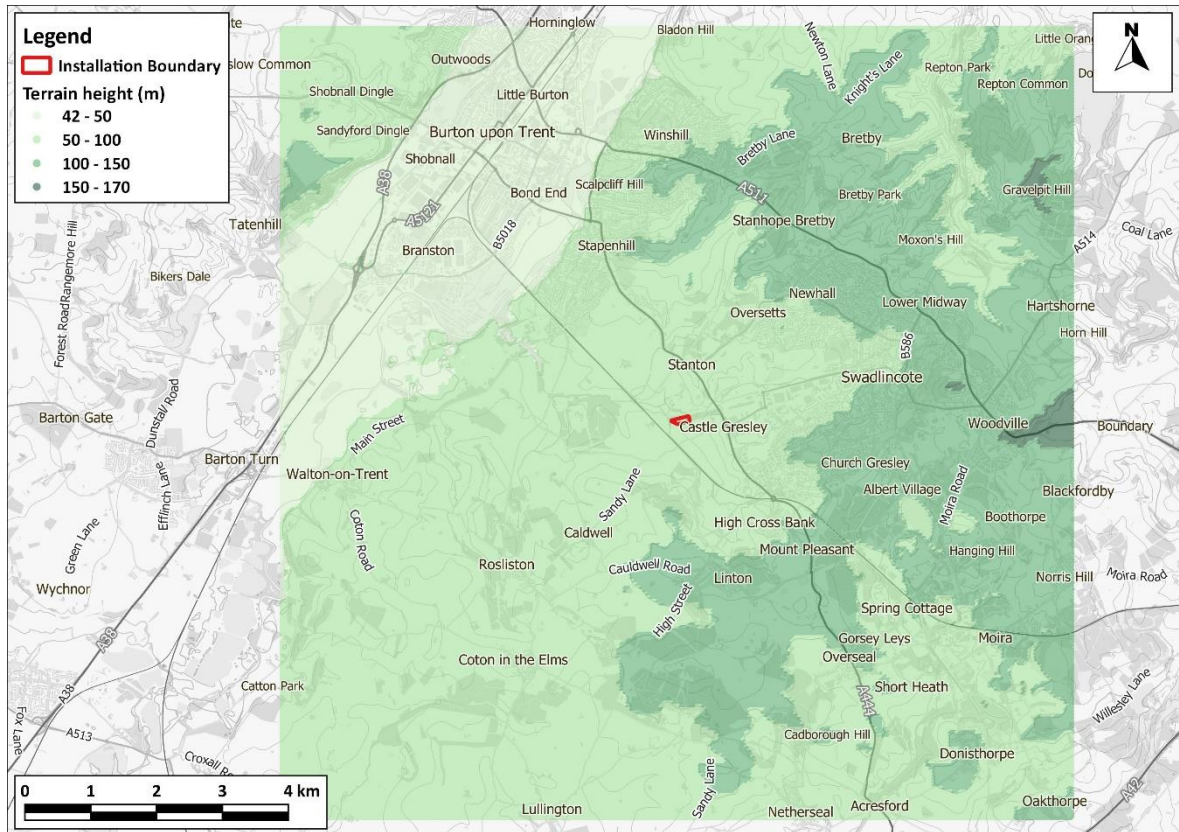 Legend
Installation Boundary
Terrain height (m)
42 - 50
50 - 100
100 - 150
150 - 170
N
Horninglow
Bladon Hill
Newton Lane
Knight's Lane
Repton Park
Repton Common
Outwoods
Shobnall Dingle
Little Burton
Sandyford Dingle
Burton upon Trent
Winshill
Bretby Lane
Bretby
Shobnall
A38
Bond End
Scalpcliff Hill
A511
Bretby Park
Gravelpit Hill
Tatenhill
A5121
B5018
Stanhope Bretby
Coal Lane
Branston
Stapenhill
Moxon's Hill
A514
Rangemore Hill
Forest Road
Bikers Dale
Newhall
Lower Midway
Hartshorne
Oversetts
Horn Hill
B586
Stanton
Swadlincote
Dunstall Road
Barton Gate
Main Street
Castle Gresley
Woodville
Boundary
Efflinch Lane
Barton Turn
Walton-on-Trent
Church Gresley
Sandy Lane
Albert Village
Moira Road
Blackfordby
Green Lane
Coton Road
Caldwell
High Cross Bank
Boothorpe
Rosliston
Mount Pleasant
Hanging Hill
Wychnor
Cauldwell Road
Linton
Norris Hill
Moira Road
High Street
Spring Cottage
A38
Gorsey Leys
Moira
Coton in the Elms
Overseal
Catton Park
Short Heath
A444
Willesley Lane
A38
Fox Lane
A513
Cadborough Hill
Donisthorpe
Sandy Lane
A42
0 1 2 3 4 km
Lullington
Netherseal
Acresford
Oakthorpe